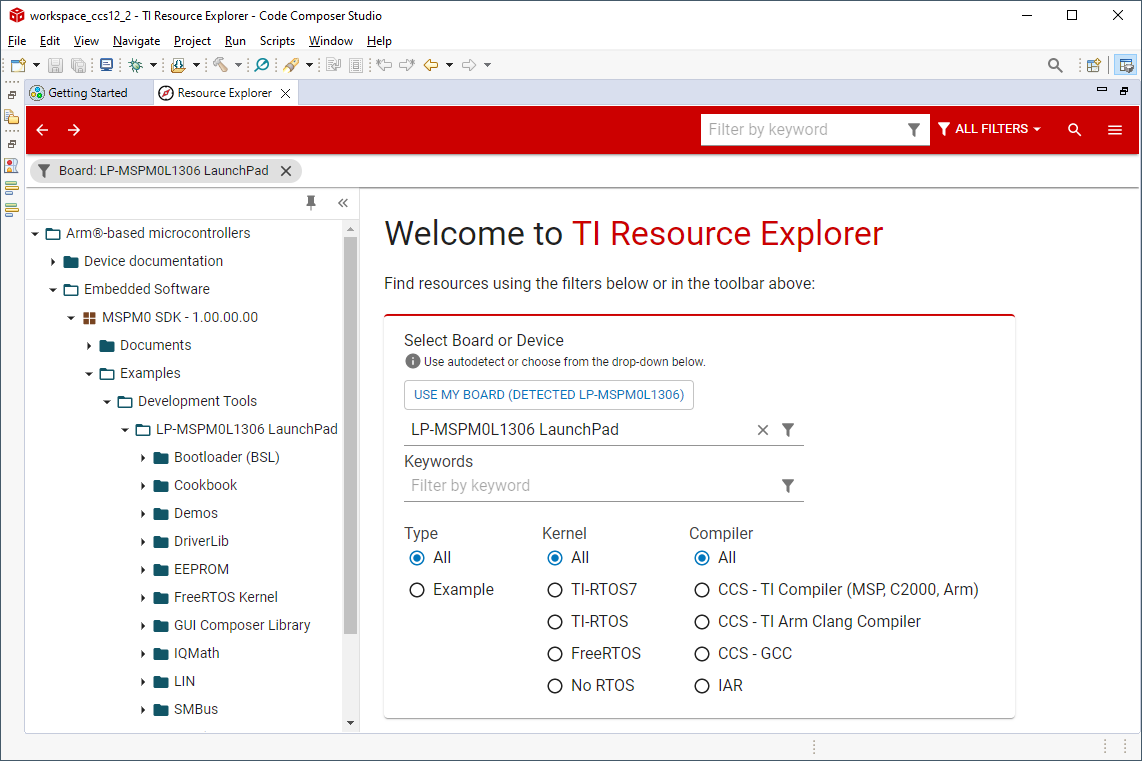 workspace_ccs12_2 - TI Resource Explorer - Code Composer Studio
File Edit View Navigate Project Run Scripts Window Help
Getting Started
Resource Explorer
Filter by keyword
ALL FILTERS
Board: LP-MSPM0L1306 LaunchPad
Arm®-based microcontrollers
Device documentation
Embedded Software
MSPM0 SDK - 1.00.00.00
Documents
Examples
Development Tools
LP-MSPM0L1306 LaunchPad
Bootloader (BSL)
Cookbook
Demos
DriverLib
EEPROM
FreeRTOS Kernel
GUI Composer Library
IQMath
LIN
SMBus
Welcome to TI Resource Explorer
Find resources using the filters below or in the toolbar above:
Select Board or Device
Use autodetect or choose from the drop-down below.
USE MY BOARD (DETECTED LP-MSPM0L1306)
LP-MSPM0L1306 LaunchPad
Keywords
Filter by keyword
Type
All
Example
Kernel
All
TI-RTOS7
TI-RTOS
FreeRTOS
No RTOS
Compiler
All
CCS - TI Compiler (MSP, C2000, Arm)
CCS - TI Arm Clang Compiler
CCS - GCC
IAR